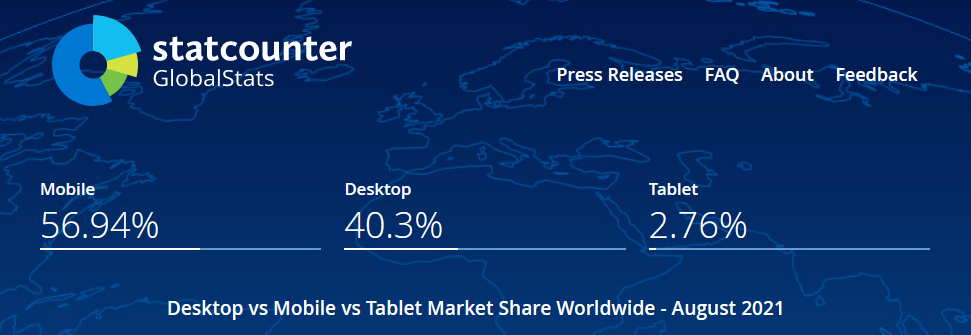 statcounter
GlobalStats
Press Releases FAQ About Feedback
Mobile Desktop Tablet
56.94% 40.3% 2.76%
Desktop vs Mobile vs Tablet Market Share Worldwide - August 2021